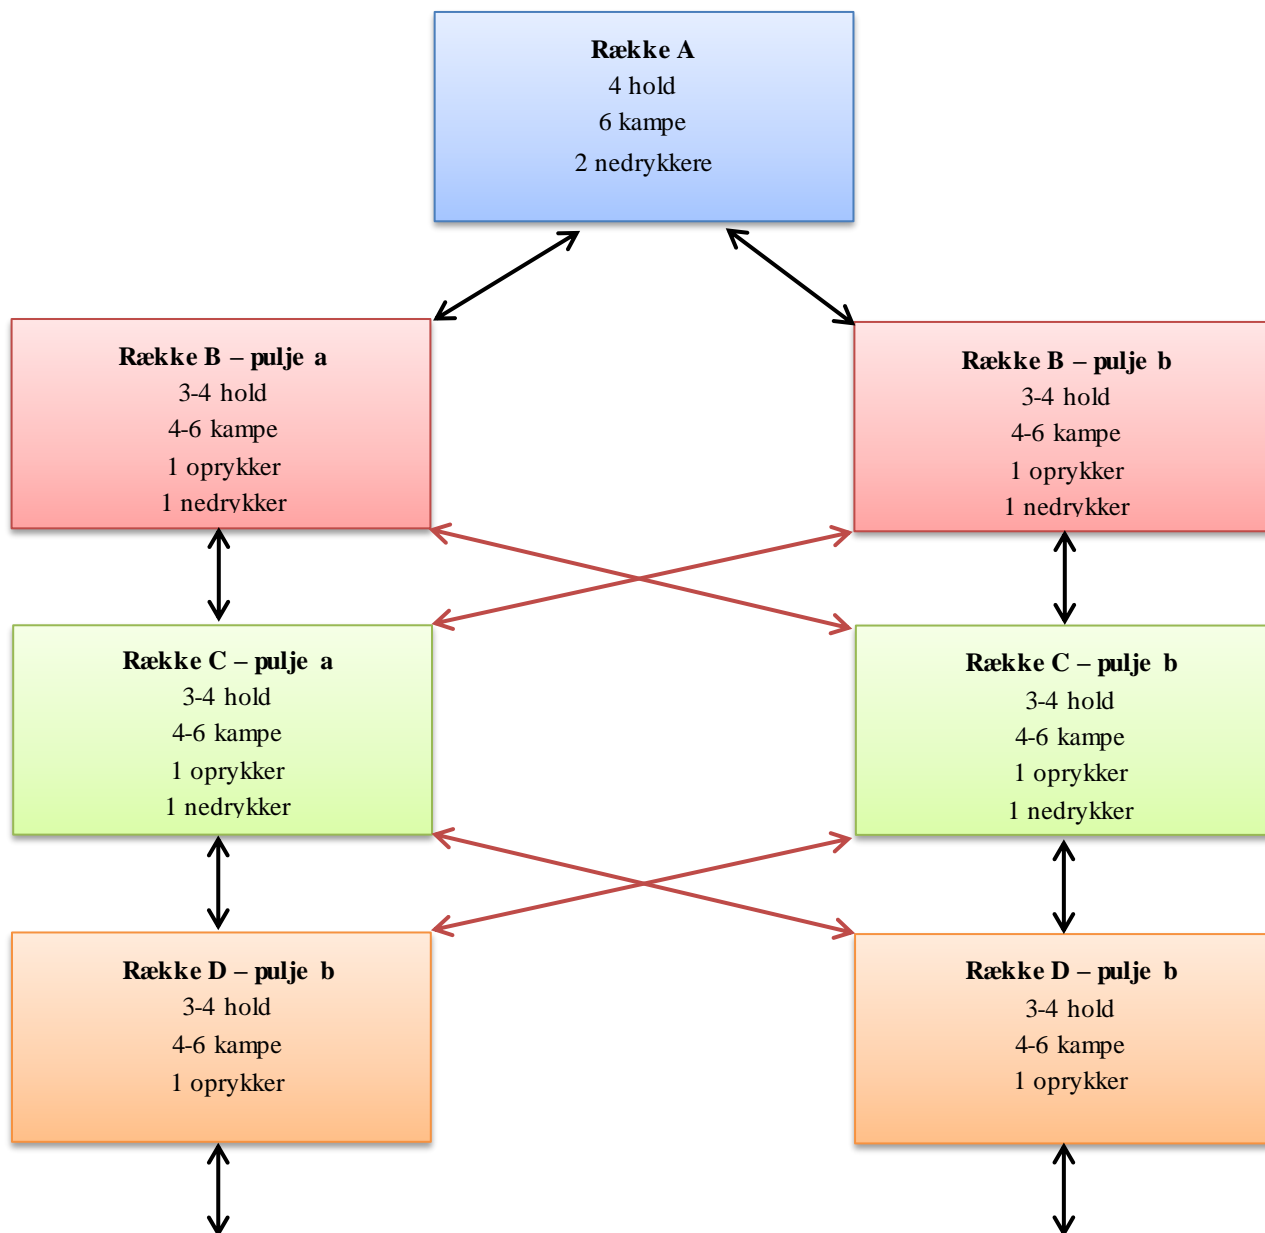 Række A
4 hold
6 kampe
2 nedrykkere
Række B – pulje a
3-4 hold
4-6 kampe
1 oprykker
1 nedrykker
Række B – pulje b
3-4 hold
4-6 kampe
1 oprykker
1 nedrykker
Række C – pulje a
3-4 hold
4-6 kampe
1 oprykker
1 nedrykker
Række C – pulje b
3-4 hold
4-6 kampe
1 oprykker
1 nedrykker
Række D – pulje b
3-4 hold
4-6 kampe
1 oprykker
Række D – pulje b
3-4 hold
4-6 kampe
1 oprykker